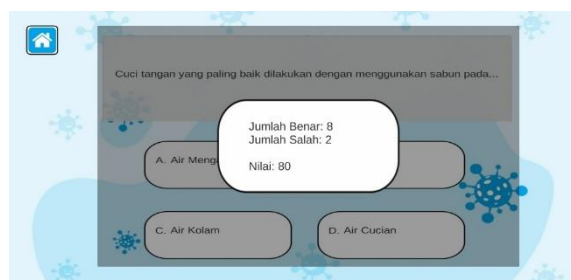 Cuci tangan yang paling baik dilakukan dengan menggunakan sabun pada...
Jumlah Benar: 8
Jumlah Salah: 2
Nilai: 80
A. Air
C. Air Kolam
D. Air Cucian